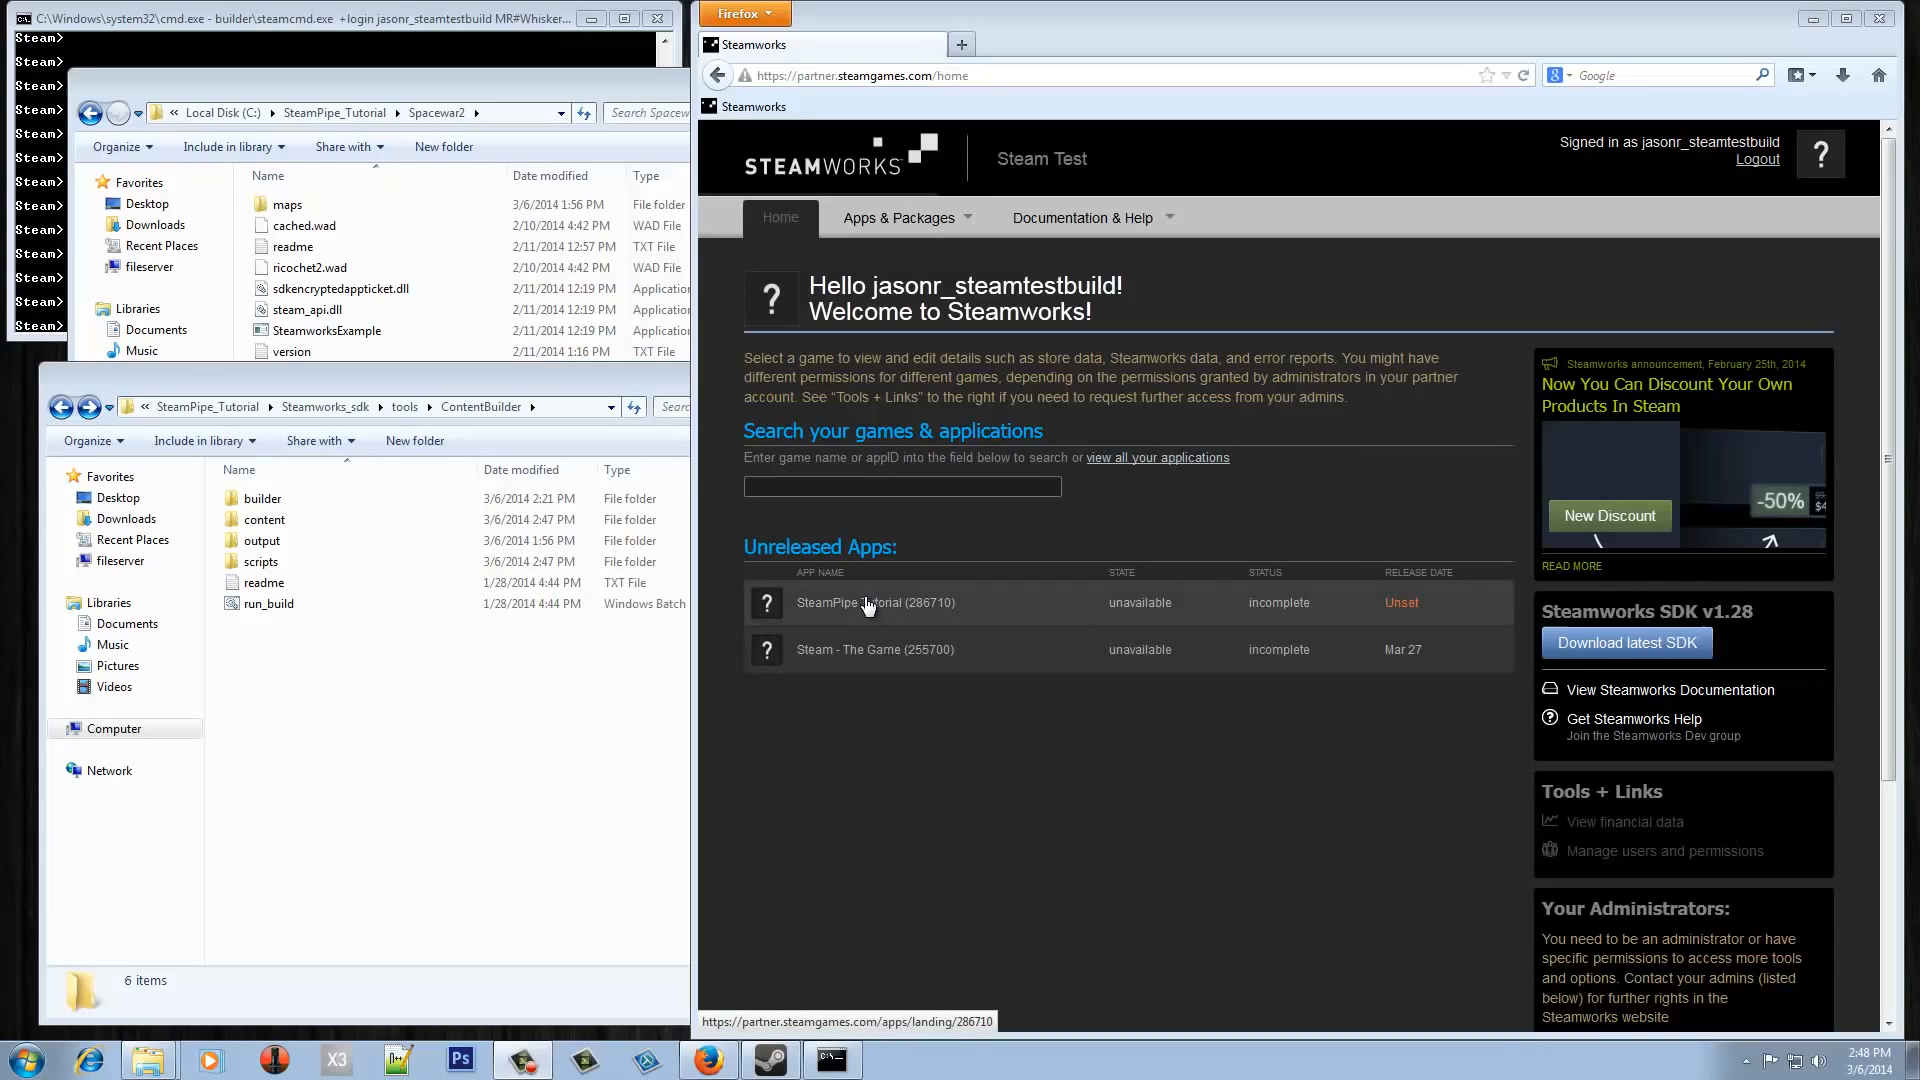 C:\Windows\system32\cmd.exe - builder\steamcmd.exe  +login jasonr_steamtestbuild MR#Whisker...
Steam>
Steam>
Steam>
Steam>
Steam>
Steam>
Steam>
Steam>
Steam>
Steam>
Steam>
Steam>
Steam>
« Local Disk (C:) SteamPipe_Tutorial Spacewar2
Search Spacew
Organize Include in library Share with New folder
Name Date modified Type
Favorites
Desktop
Downloads
Recent Places
fileserver
Libraries
Documents
Music
maps 3/6/2014 1:56 PM File folder
cached.wad 2/10/2014 4:42 PM WAD File
readme 2/11/2014 12:57 PM TXT File
ricochet2.wad 2/10/2014 4:42 PM WAD File
sdkencryptedappticket.dll 2/11/2014 12:19 PM Applicatio
steam_api.dll 2/11/2014 12:19 PM Applicatio
SteamworksExample 2/11/2014 12:19 PM Applicatio
version 2/11/2014 1:16 PM TXT File
« SteamPipe_Tutorial Steamworks_sdk tools ContentBuilder
Searc
Organize Include in library Share with New folder
Name Date modified Type
Favorites
Desktop
Downloads
Recent Places
fileserver
Libraries
Documents
Music
Pictures
Videos
Computer
Network
builder 3/6/2014 2:21 PM File folder
content 3/6/2014 2:47 PM File folder
output 3/6/2014 1:56 PM File folder
scripts 3/6/2014 2:47 PM File folder
readme 1/28/2014 4:44 PM TXT File
run_build 1/28/2014 4:44 PM Windows Batch
6 items
Firefox
Steamworks
https://partner.steamgames.com/home
Google
Steamworks
STEAMWORKS
Steam Test
Signed in as jasonr_steamtestbuild
Logout
?
Home Apps & Packages Documentation & Help
?
Hello jasonr_steamtestbuild!
Welcome to Steamworks!
Select a game to view and edit details such as store data, Steamworks data, and error reports. You might have
different permissions for different games, depending on the permissions granted by administrators in your partner
account. See “Tools + Links” to the right if you need to request further access from your admins.
Search your games & applications
Enter game name or appID into the field below to search or view all your applications
Unreleased Apps:
APP NAME STATE STATUS RELEASE DATE
? SteamPipe Tutorial (286710) unavailable incomplete Unset
? Steam - The Game (255700) unavailable incomplete Mar 27
Steamworks announcement, February 25th, 2014
Now You Can Discount Your Own
Products In Steam
New Discount
-50%
READ MORE
Steamworks SDK v1.28
Download latest SDK
View Steamworks Documentation
Get Steamworks Help
Join the Steamworks Dev group
Tools + Links
View financial data
Manage users and permissions
Your Administrators:
You need to be an administrator or have
specific permissions to access more tools
and options. Contact your admins (listed
below) for further rights in the
Steamworks website
https://partner.steamgames.com/apps/landing/286710
X3
Ps
2:48 PM
3/6/2014